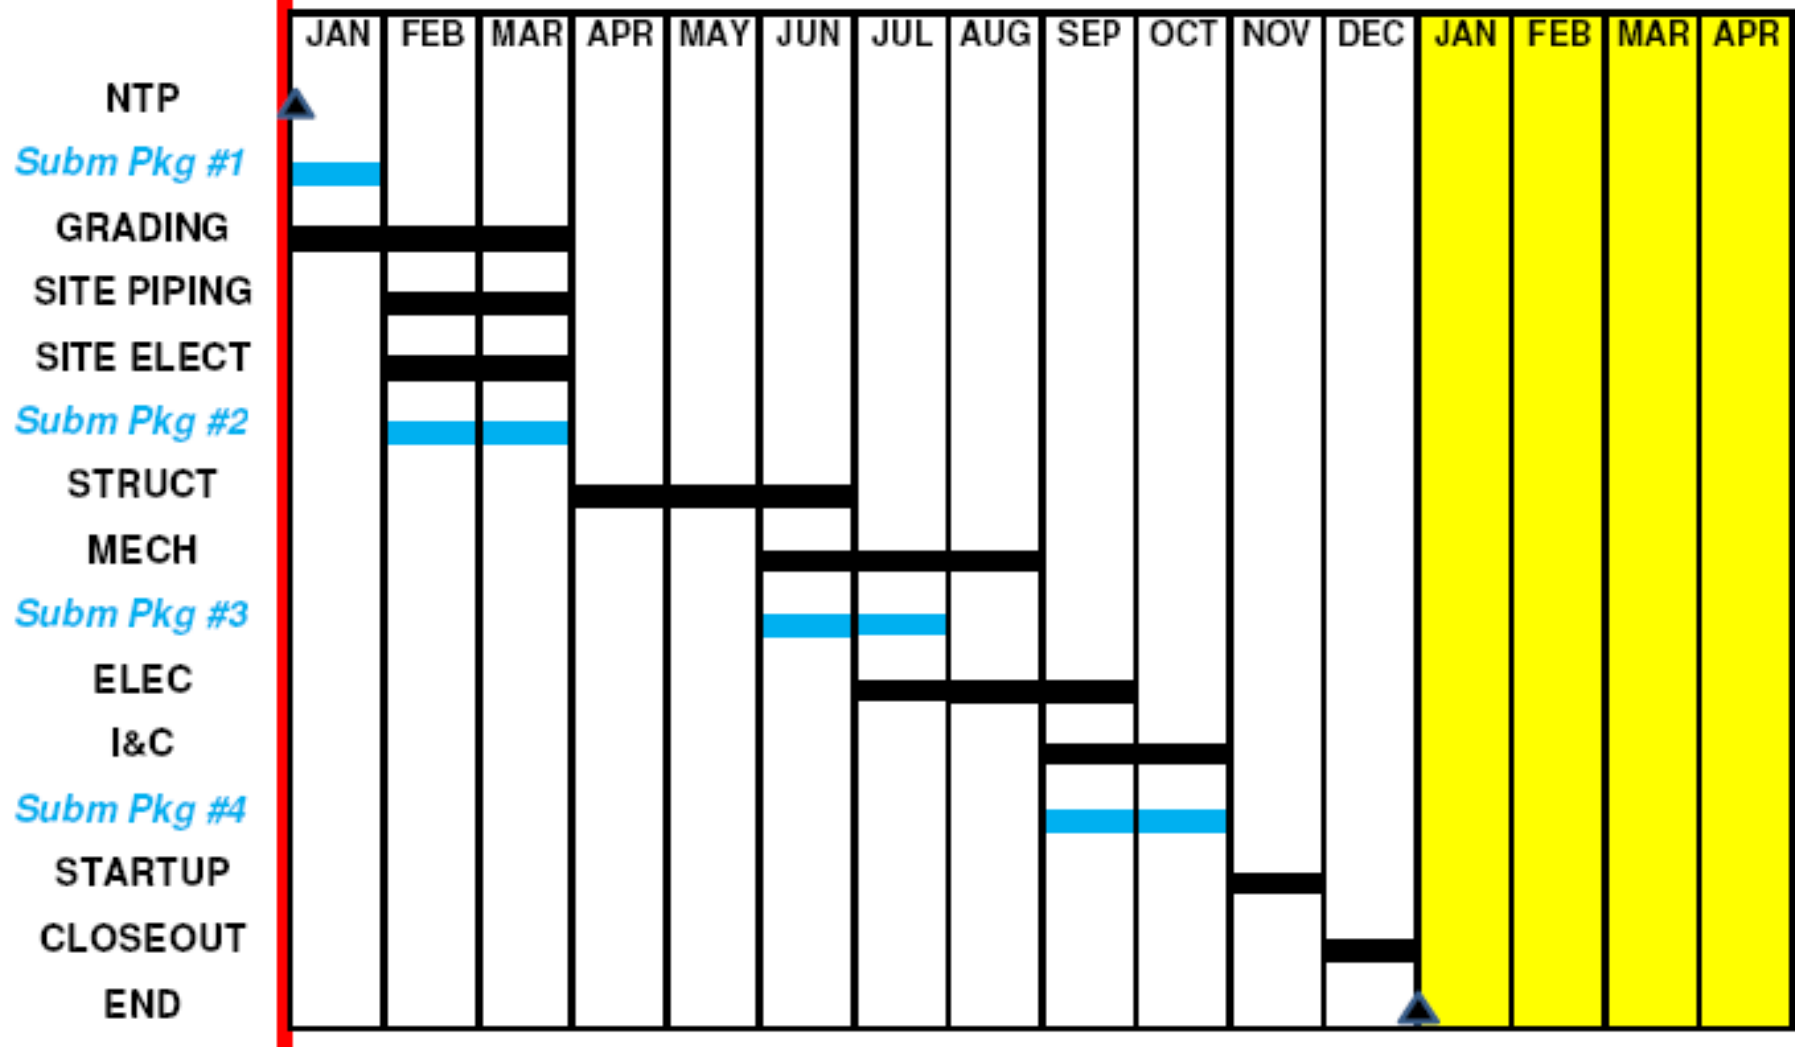 JAN FEB MAR APR MAY JUN JUL AUG SEP OCT NOV DEC JAN FEB MAR APR
NTP
Subm Pkg #1
GRADING
SITE PIPING
SITE ELECT
Subm Pkg #2
STRUCT
MECH
Subm Pkg #3
ELEC
I&C
Subm Pkg #4
STARTUP
CLOSEOUT
END